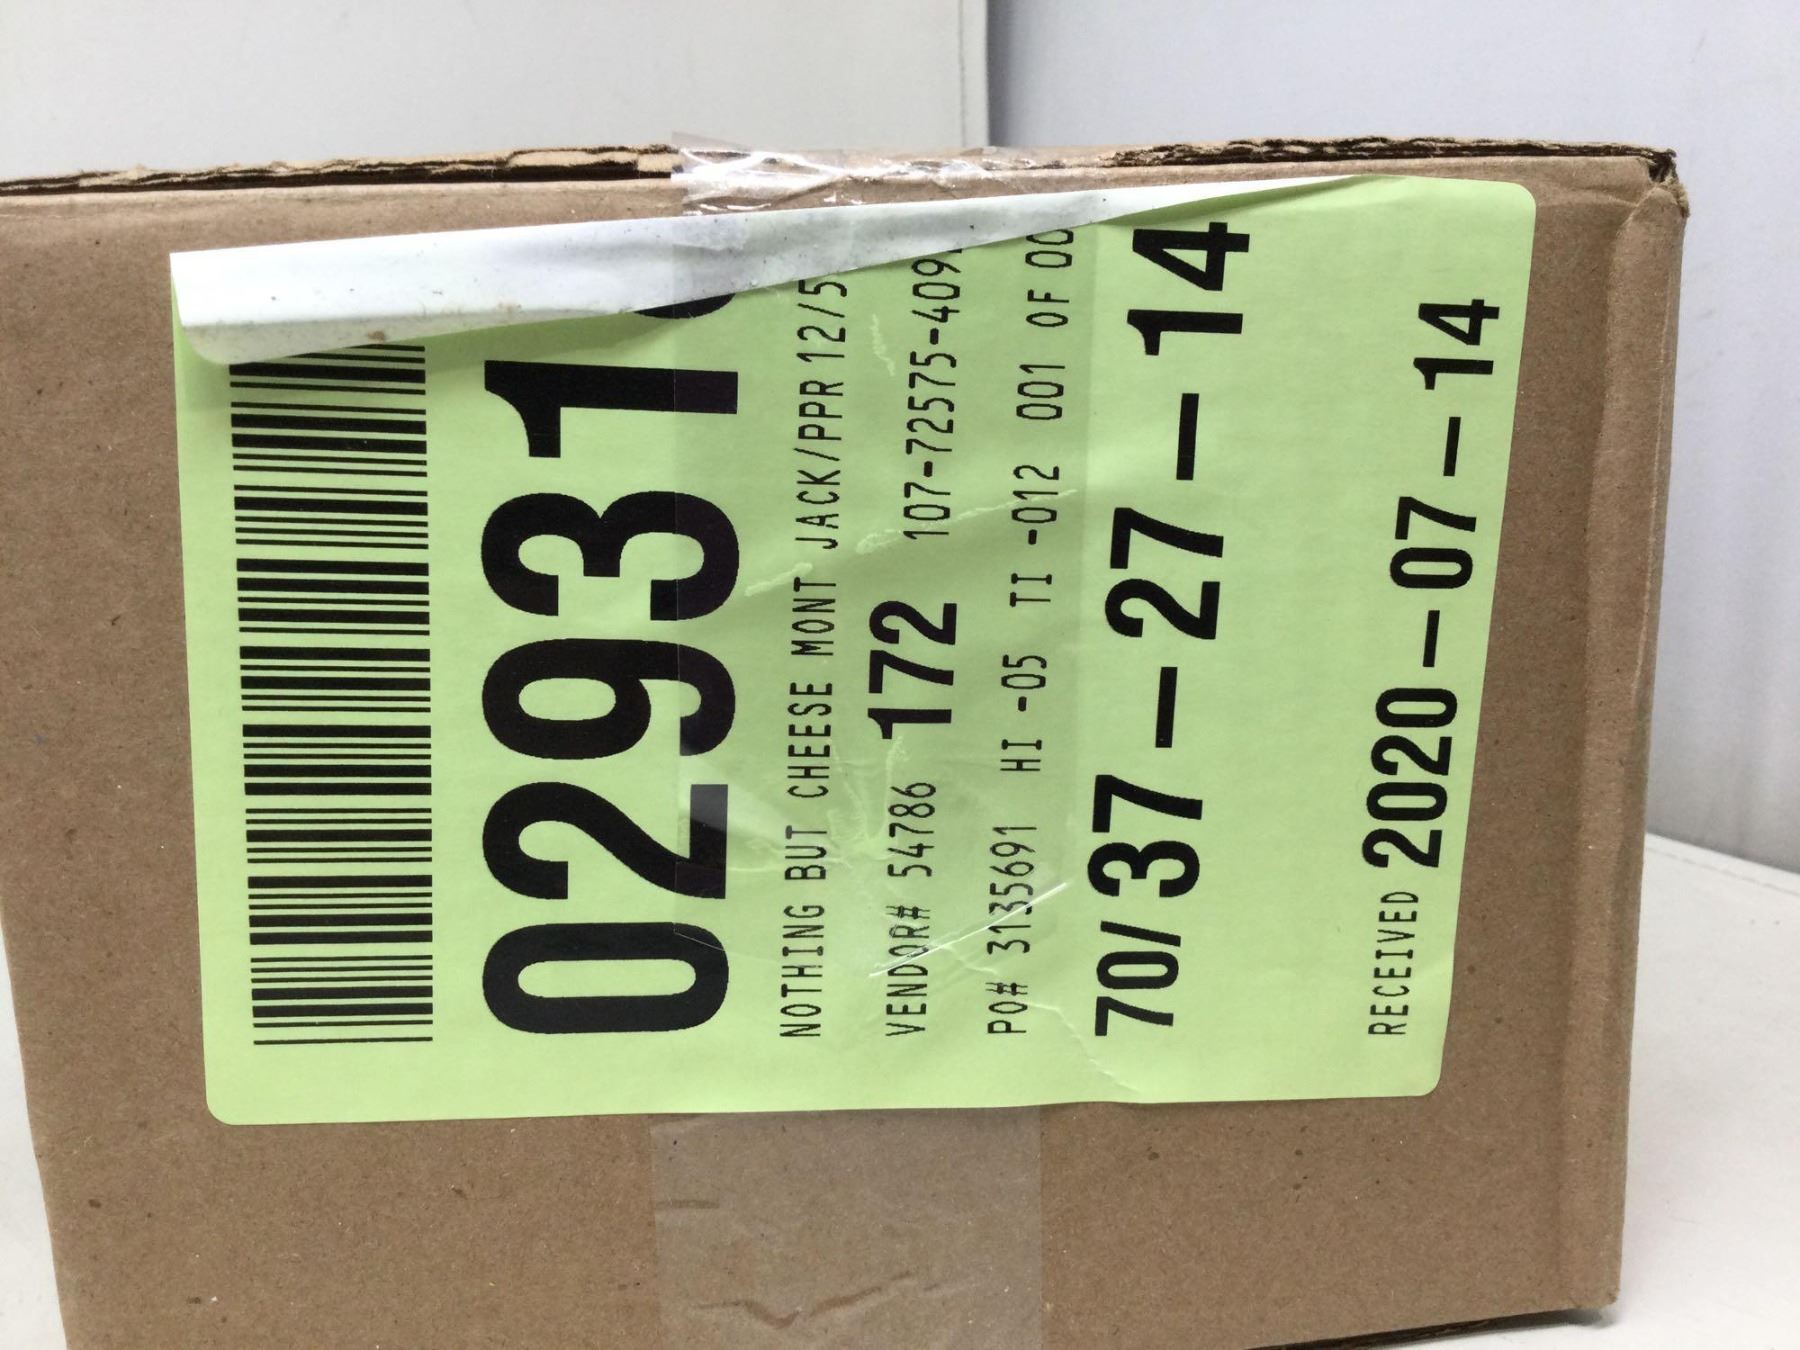 02931
NOTHING BUT CHEESE MONT JACK/PPR 12/5
VENDOR# 54786 172 107-72575-409
PO# 3135691 HI -05 TI -012 001 OF
70/37-27-14
RECEIVED 2020-07-14